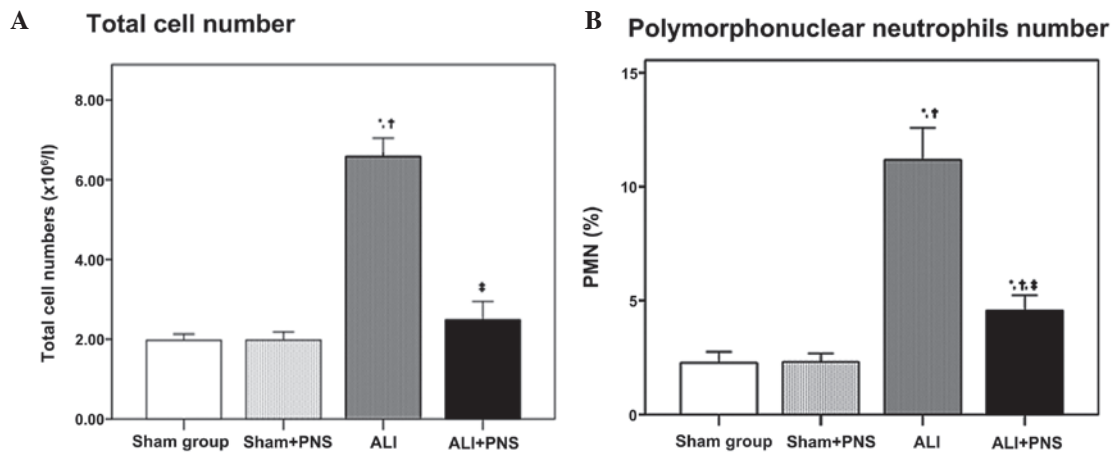 A
Total cell number
Total cell numbers (x10⁶/l)
8.00
6.00
4.00
2.00
0.00
*,†
‡
Sham group
Sham+PNS
ALI
ALI+PNS
B
Polymorphonuclear neutrophils number
PMN (%)
15
10
5
0
*,†
*,†,‡
Sham group
Sham+PNS
ALI
ALI+PNS